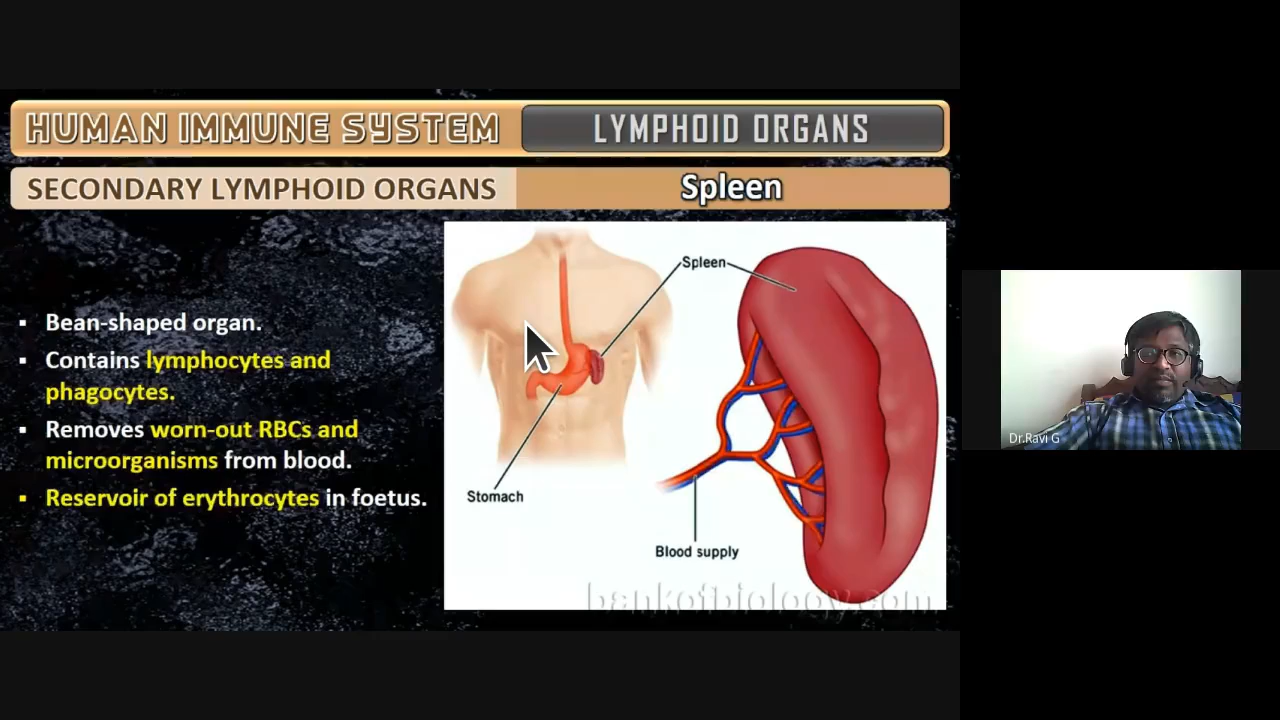 HUMAN IMMUNE SYSTEM
LYMPHOID ORGANS
SECONDARY LYMPHOID ORGANS
Spleen
▪ Bean-shaped organ.
▪ Contains lymphocytes and
phagocytes.
▪ Removes worn-out RBCs and
microorganisms from blood.
▪ Reservoir of erythrocytes in foetus.
Spleen
Stomach
Blood supply
bankofbiology.com
Dr.Ravi G